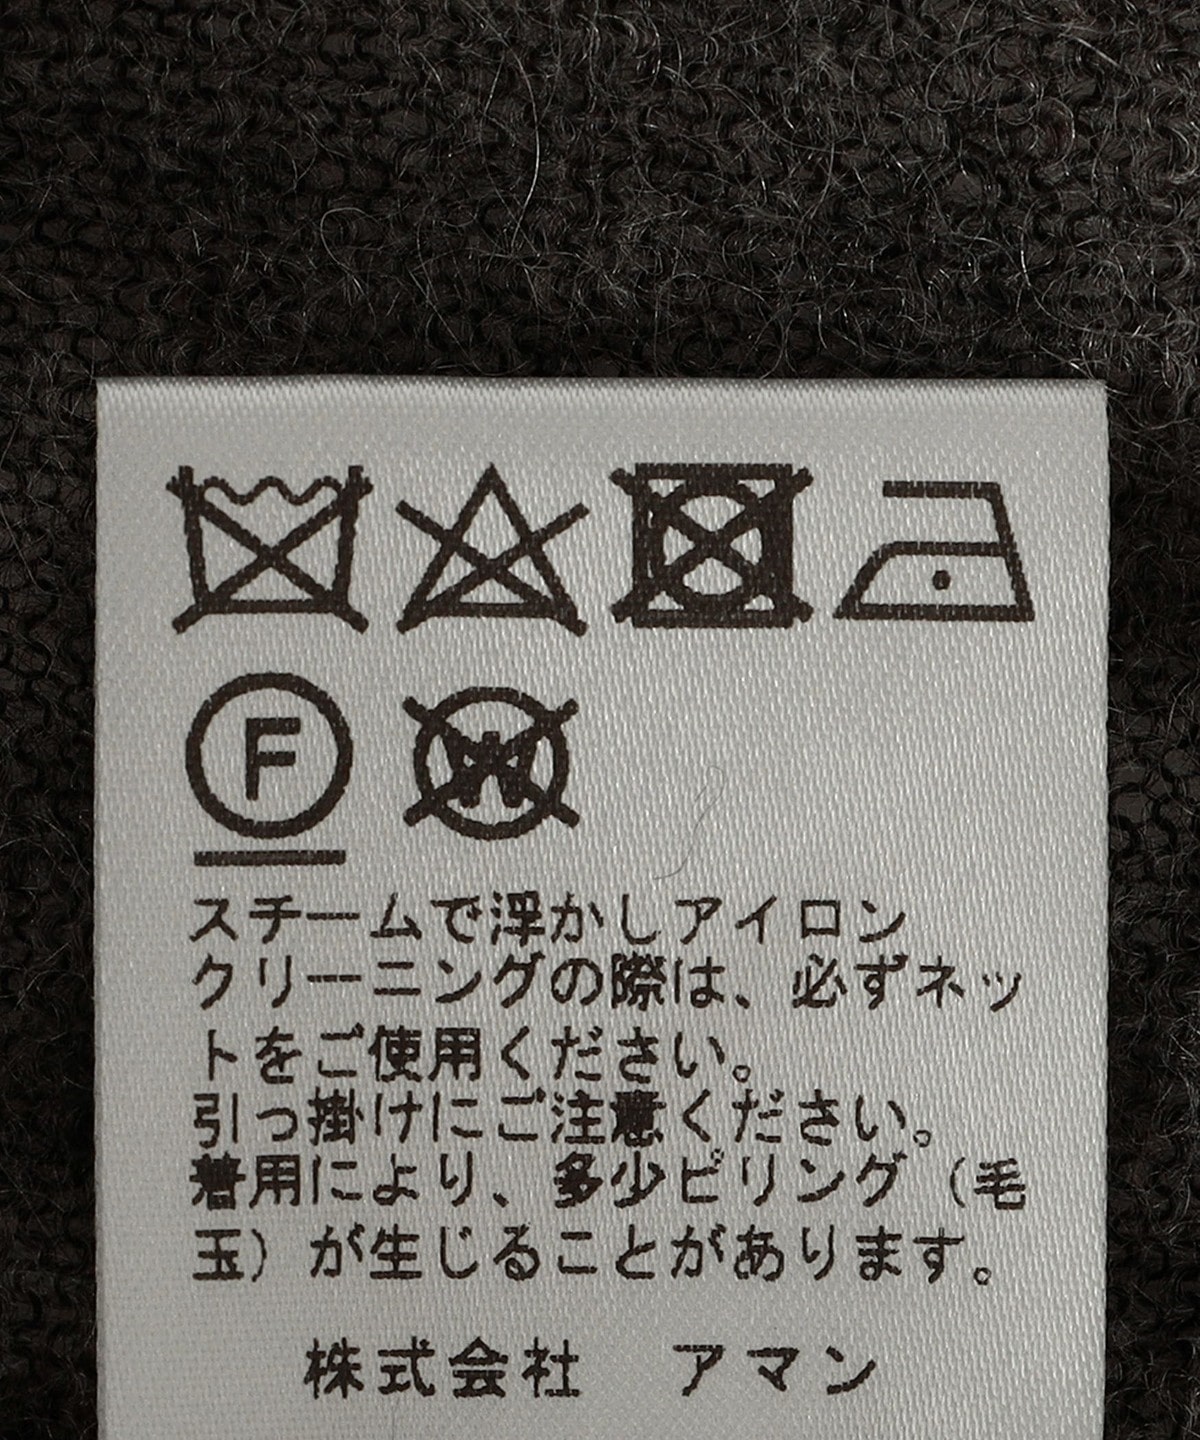 F
W
スチームで浮かしアイロン
クリーニングの際は、必ずネッ
トをご使用ください。
引っ掛けにご注意ください。
着用により、多少ピリング（毛
玉）が生じることがあります。
株式会社 アマン